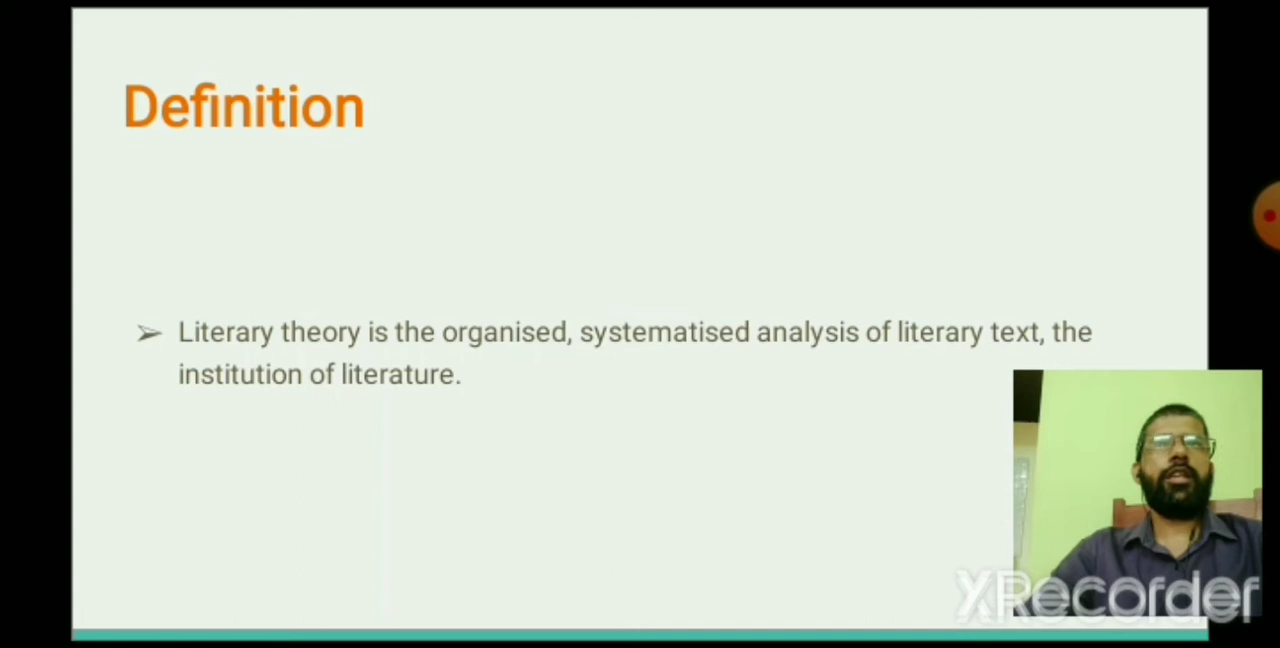 Definition
➢ Literary theory is the organised, systematised analysis of literary text, the
institution of literature.
XRecorder